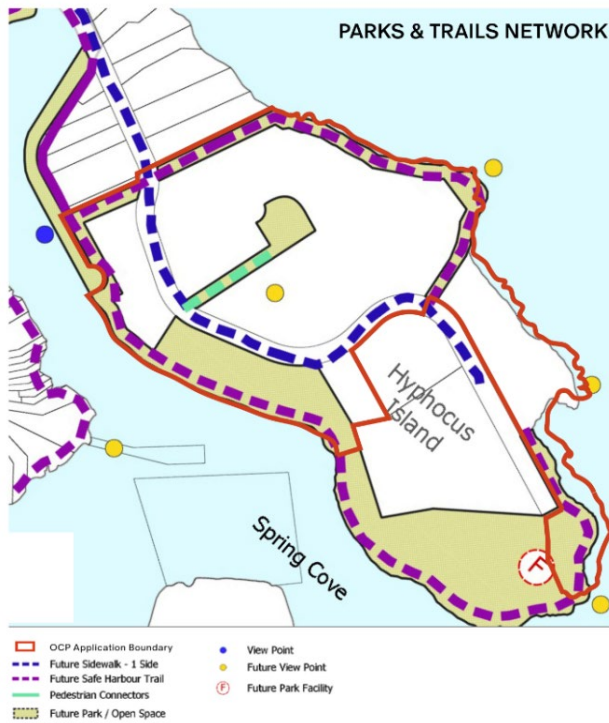 PARKS & TRAILS NETWORK
Hyphocus
Island
Spring Cove
F
OCP Application Boundary
Future Sidewalk - 1 Side
Future Safe Harbour Trail
Pedestrian Connectors
Future Park / Open Space
View Point
Future View Point
F Future Park Facility